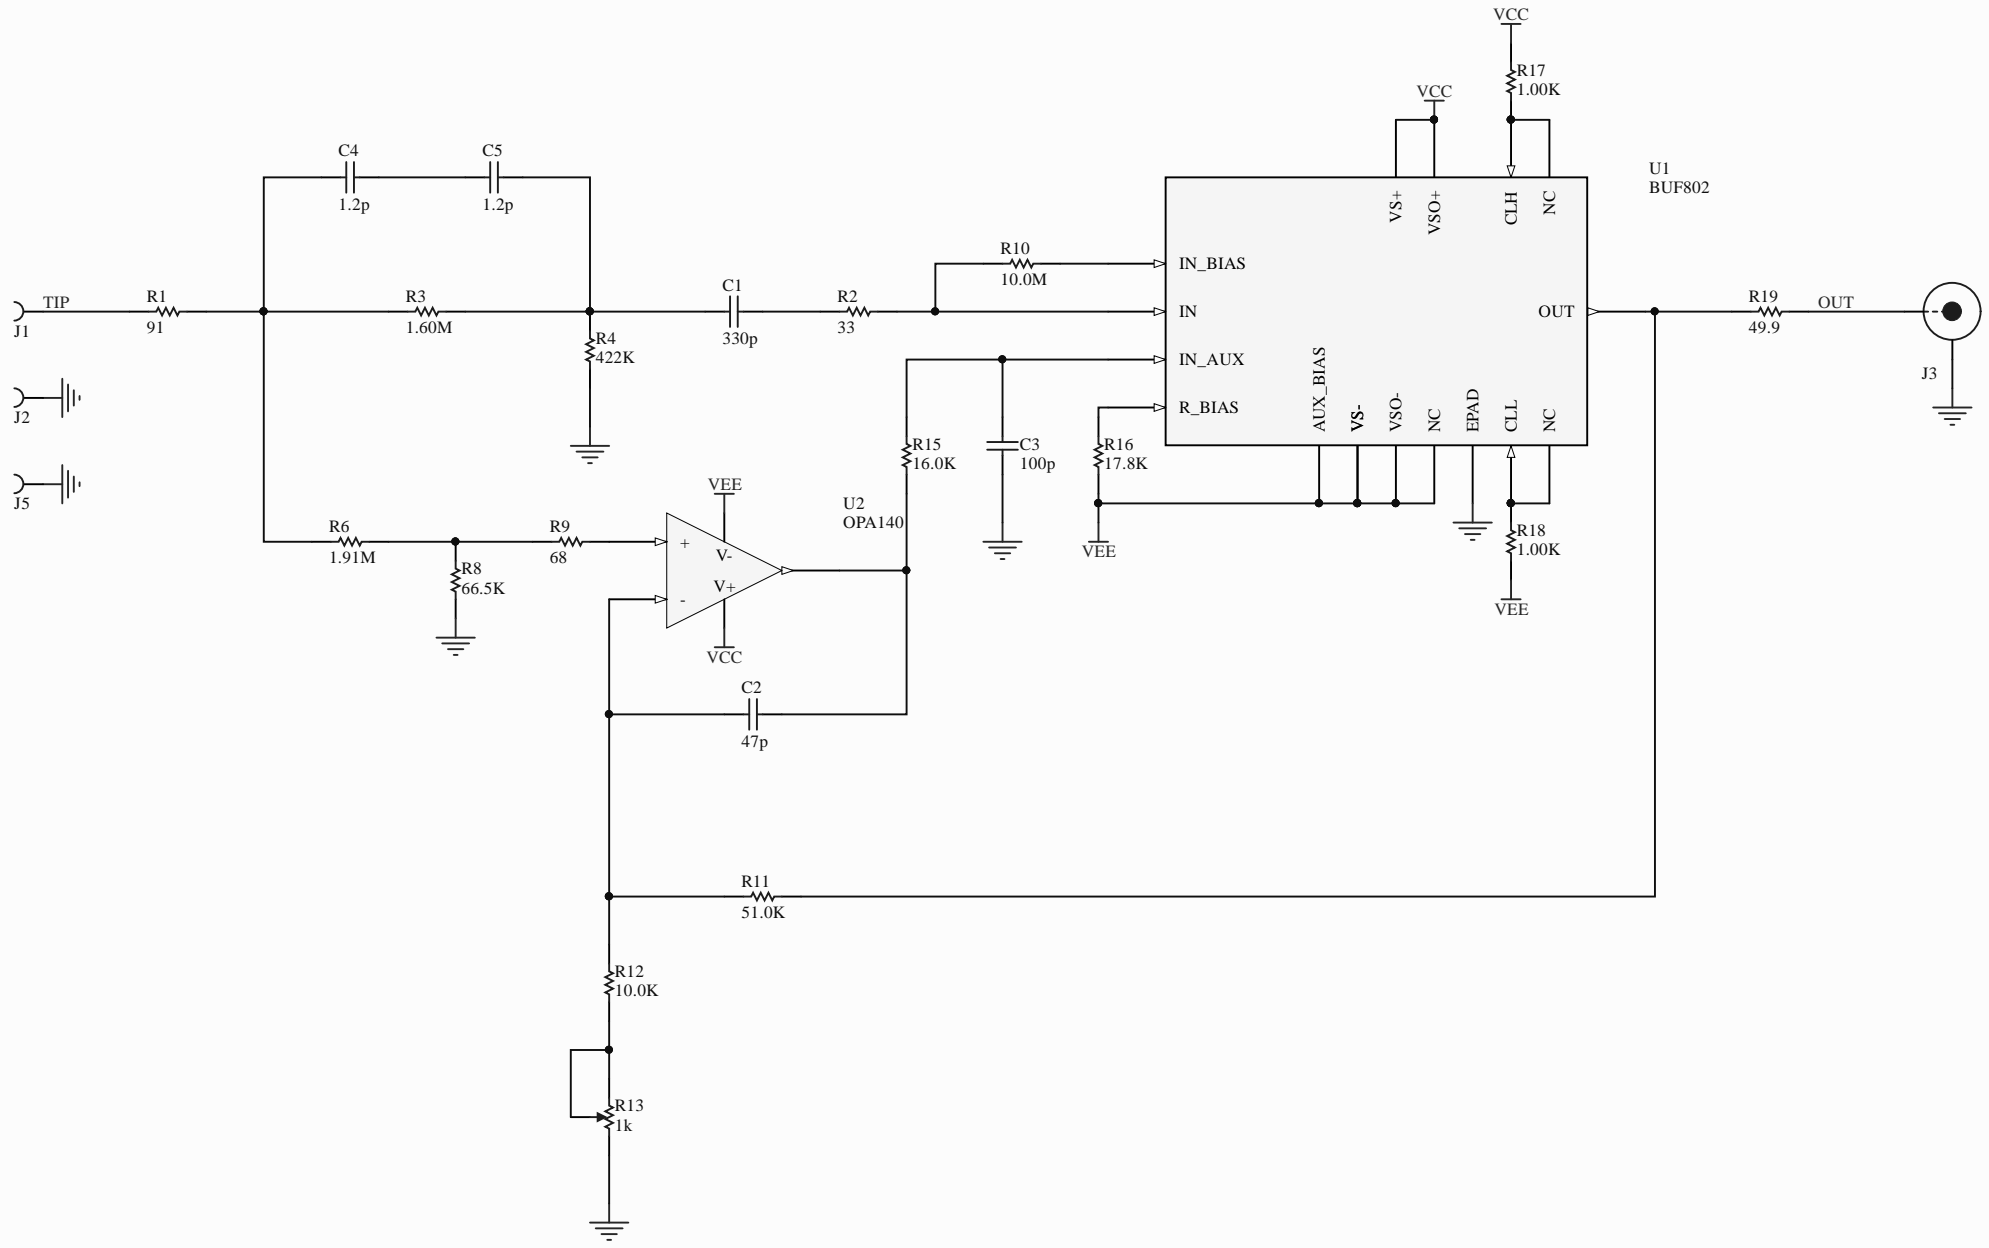 VCC
R17
1.00K
VCC
C4
1.2p
C5
1.2p
U1
BUF802
VS+
VSO+
CLH
NC
R10
10.0M
IN_BIAS
J1
TIP
R1
91
R3
1.60M
C1
330p
R2
33
IN
OUT
R19
49.9
OUT
R4
422K
IN_AUX
J3
J2
R_BIAS
AUX_BIAS
VS-
VSO-
NC
EPAD
CLL
NC
R15
16.0K
C3
100p
R16
17.8K
J5
VEE
U2
OPA140
R6
1.91M
R9
68
+
V-
VEE
R18
1.00K
R8
66.5K
V+
-
VEE
VCC
C2
47p
R11
51.0K
R12
10.0K
R13
1k